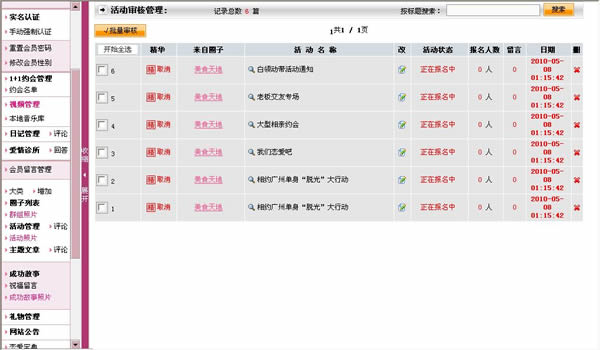 实名认证
手动强制认证
重置会员密码
修改会员性别
1+1约会管理
约会名单
视频管理
本地音乐库
日记管理 评论
爱情诊所 回答
会员留言管理
大类 增加
圈子列表
群组照片
活动管理 评论
活动照片
主题文章 评论
成功故事
祝福留言
成功故事照片
礼物管理
网站公告
恋爱宝典
收缩
展开
活动审核管理: 记录总数 6 篇 按标题搜索: 搜索
√批量审核 1共1 / 1页
开始全选 精华 来自圈子 活 动 名 称 改 活动状态 报名人数 留言 日期 删
6 精 取消 美食天地 白领动带活动通知 正在报名中 0 人 0 2010-05-08 01:15:42
5 精 取消 美食天地 老板交友专场 正在报名中 0 人 0 2010-05-08 01:15:42
4 精 取消 美食天地 大型相亲约会 正在报名中 0 人 0 2010-05-08 01:15:42
3 精 取消 美食天地 我们恋爱吧 正在报名中 0 人 0 2010-05-08 01:15:42
2 精 取消 美食天地 相约广州单身“脱光”大行动 正在报名中 0 人 0 2010-05-08 01:15:42
1 精 取消 美食天地 相约广州单身“脱光”大行动 正在报名中 0 人 0 2010-05-08 01:15:42